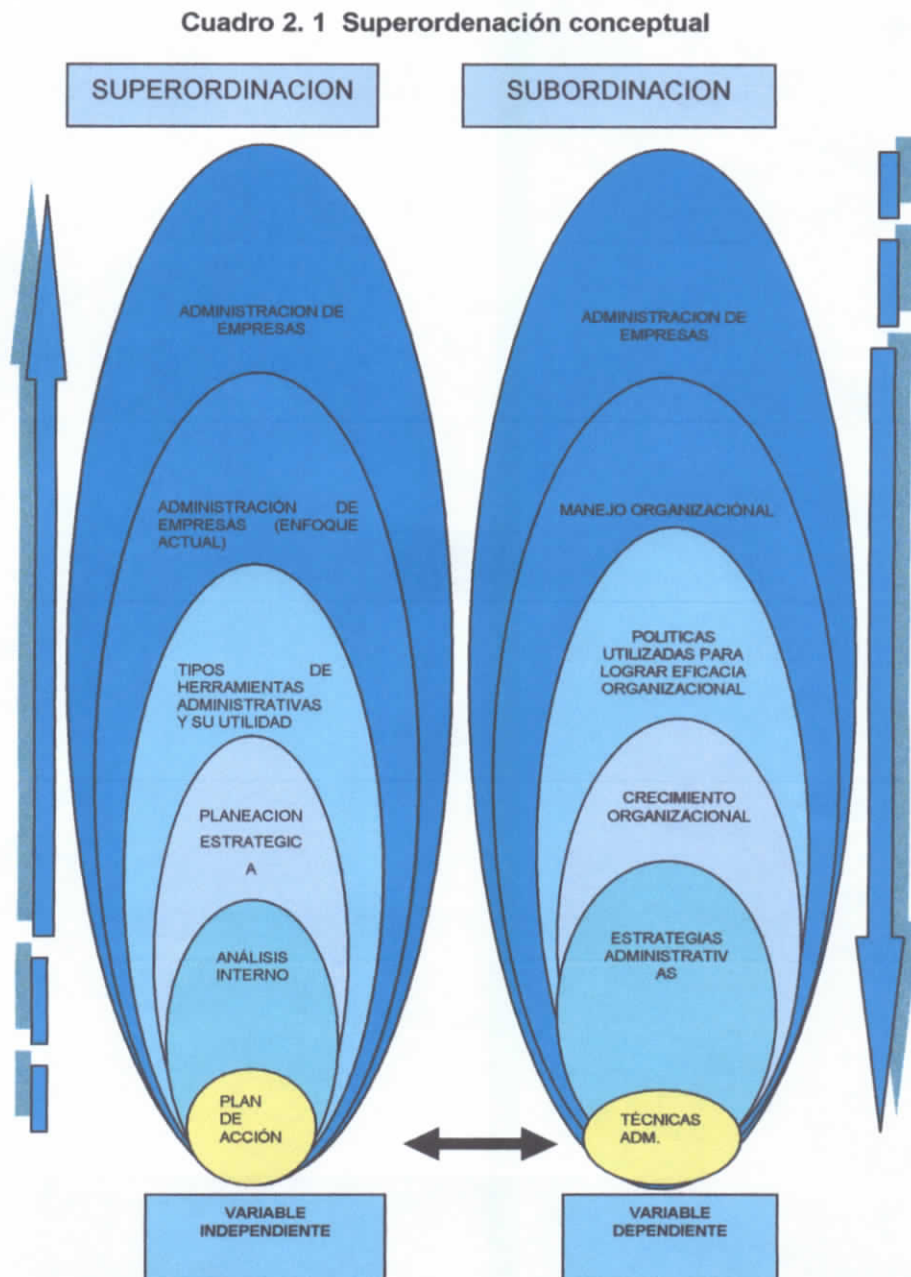 Cuadro 2. 1 Superordenación conceptual
SUPERORDINACION
SUBORDINACION
ADMINISTRACION DE
EMPRESAS
ADMINISTRACIÓN DE
EMPRESAS (ENFOQUE
ACTUAL)
TIPOS DE
HERRAMIENTAS
ADMINISTRATIVAS
Y SU UTILIDAD
PLANEACION
ESTRATEGIC
A
ANÁLISIS
INTERNO
PLAN
DE
ACCIÓN
VARIABLE
INDEPENDIENTE
ADMINISTRACION DE
EMPRESAS
MANEJO ORGANIZACIONAL
POLITICAS
UTILIZADAS PARA
LOGRAR EFICACIA
ORGANIZACIONAL
CRECIMIENTO
ORGANIZACIONAL
ESTRATEGIAS
ADMINISTRATIV
AS
TÉCNICAS
ADM.
VARIABLE
DEPENDIENTE